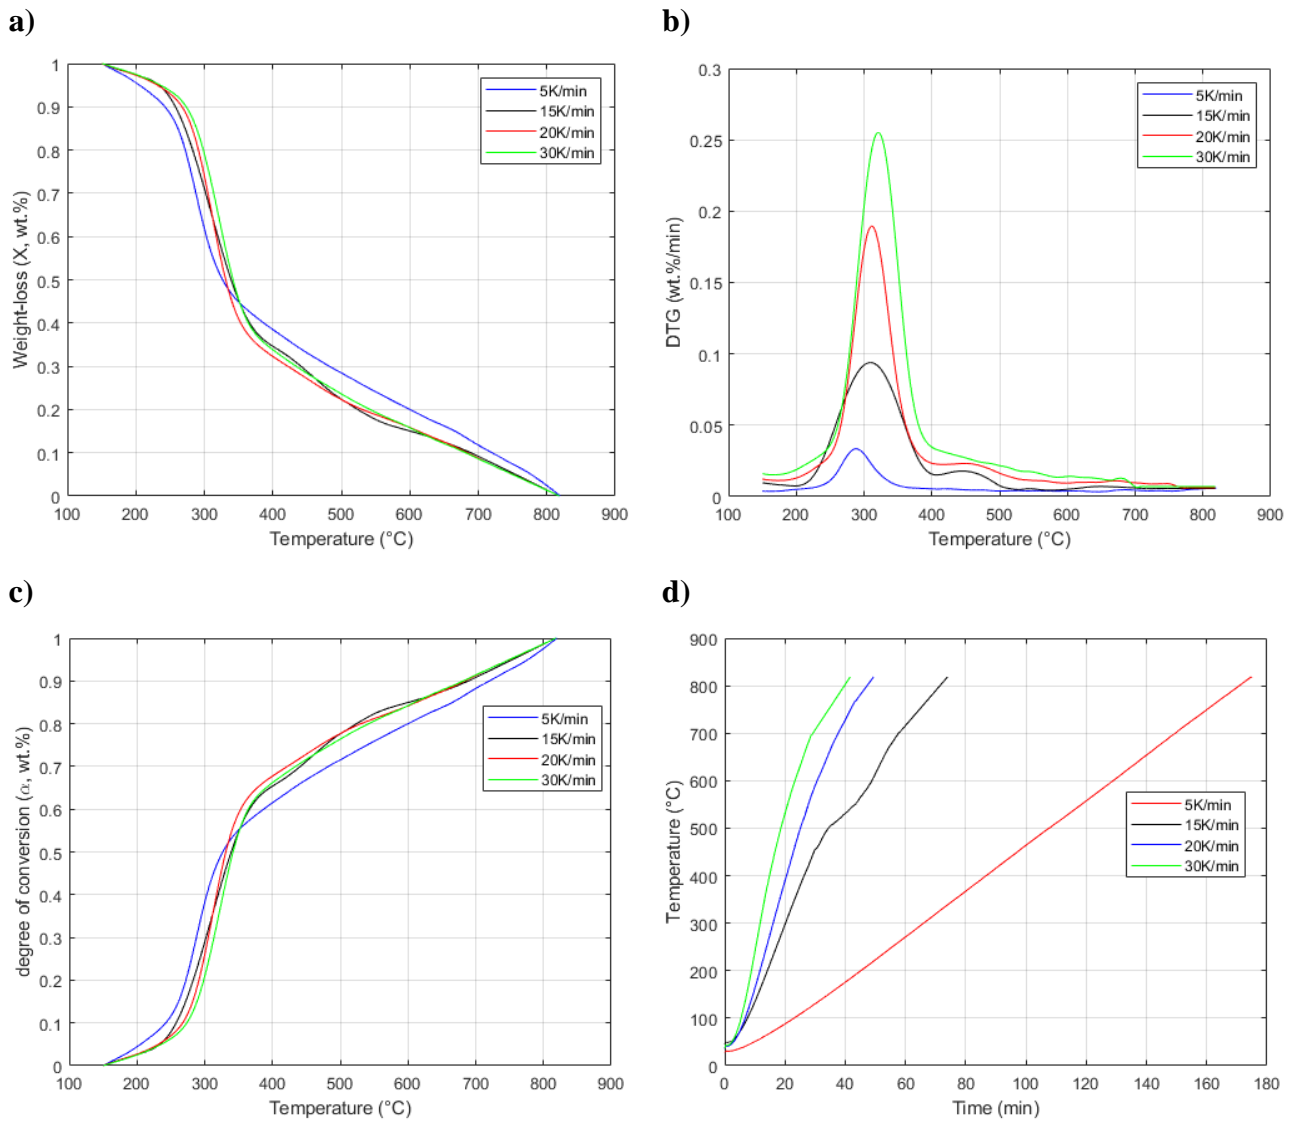 a)
1
0.9
0.8
0.7
0.6
0.5
0.4
0.3
0.2
0.1
0
100 200 300 400 500 600 700 800 900
Weight-loss (X, wt.%)
Temperature (°C)
5K/min
15K/min
20K/min
30K/min
b)
0.3
0.25
0.2
0.15
0.1
0.05
0
100 200 300 400 500 600 700 800 900
DTG (wt.%/min)
Temperature (°C)
5K/min
15K/min
20K/min
30K/min
c)
1
0.9
0.8
0.7
0.6
0.5
0.4
0.3
0.2
0.1
0
100 200 300 400 500 600 700 800 900
degree of conversion (α, wt.%)
Temperature (°C)
5K/min
15K/min
20K/min
30K/min
d)
900
800
700
600
500
400
300
200
100
0
0 20 40 60 80 100 120 140 160 180
Temperature (°C)
Time (min)
5K/min
15K/min
20K/min
30K/min